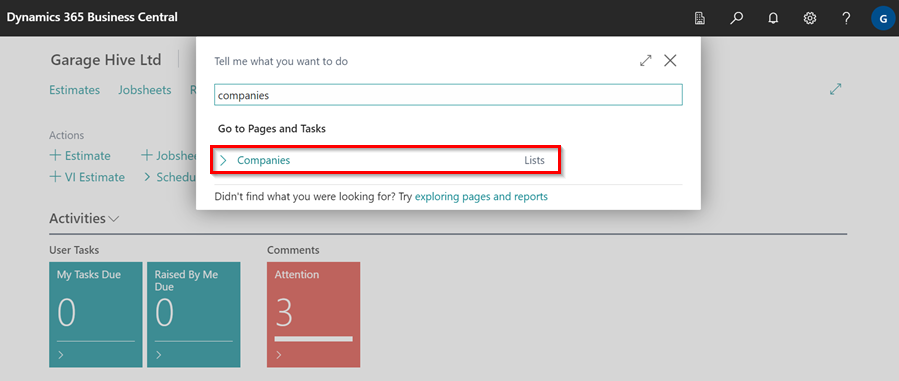 Dynamics 365 Business Central
G
Garage Hive Ltd
Tell me what you want to do
Estimates Jobsheets R
companies
Go to Pages and Tasks
Actions
Estimate Jobshe
Companies Lists
VI Estimate Schedu
Didn't find what you were looking for? Try exploring pages and reports
Activities
User Tasks Comments
My Tasks Due Raised By Me Due Attention
0 0 3